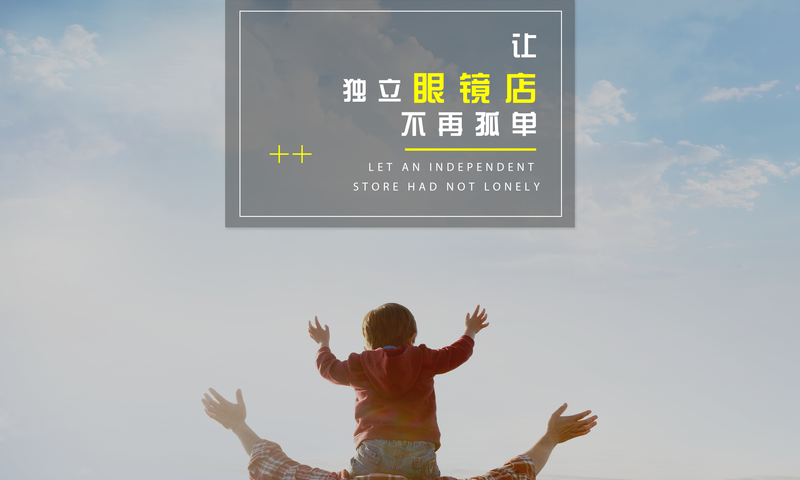 让
独立眼镜店
不再孤单
++
LET AN INDEPENDENT
STORE HAD NOT LONELY